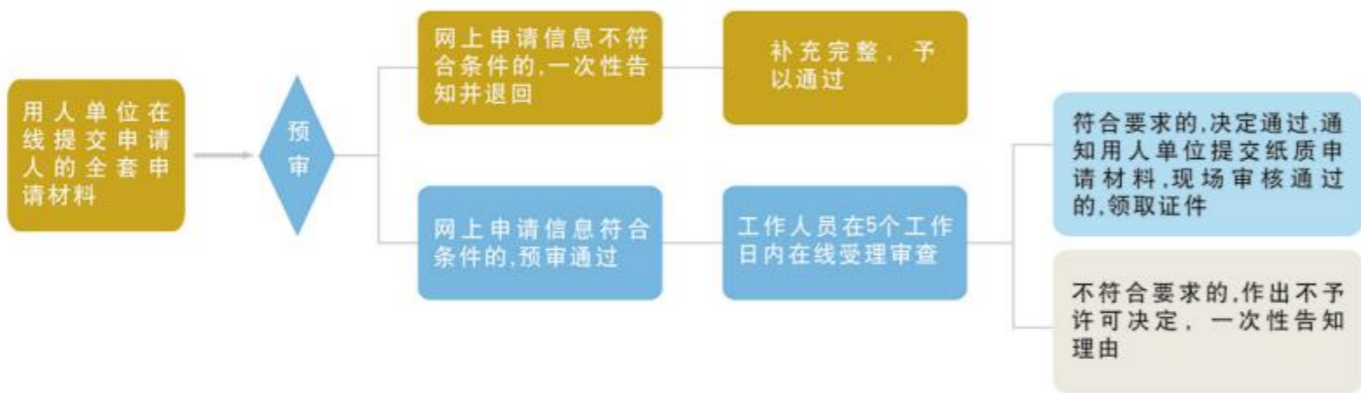 用人单位在
线提交申请
人的全套申
请材料
预
审
网上申请信息不符
合条件的,一次性告
知并退回
补充完整，予
以通过
网上申请信息符合
条件的,预审通过
工作人员在5个工作
日内在线受理审查
符合要求的,决定通过,通
知用人单位提交纸质申
请材料,现场审核通过
的,领取证件
不符合要求的,作出不予
许可决定，一次性告知
理由